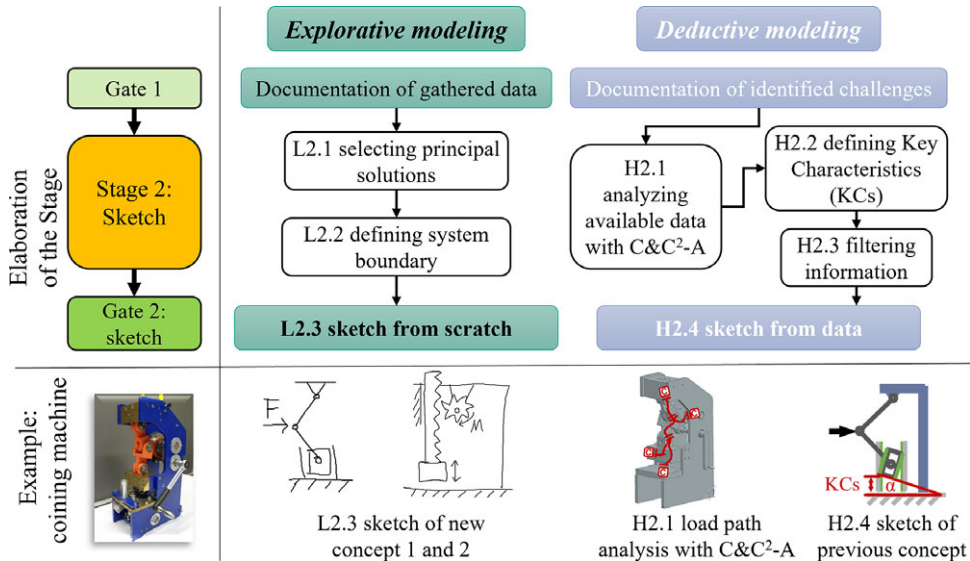 Explorative modeling
Deductive modeling
Elaboration
of the Stage
Gate 1
Stage 2:
Sketch
Gate 2:
sketch
Documentation of gathered data
L2.1 selecting principal
solutions
L2.2 defining system
boundary
L2.3 sketch from scratch
Documentation of identified challenges
H2.1
analyzing
available data
with C&C²-A
H2.2 defining Key
Characteristics
(KCs)
H2.3 filtering
information
H2.4 sketch from data
Example:
coining machine
F
M
L2.3 sketch of new
concept 1 and 2
C
C
C
C
H2.1 load path
analysis with C&C²-A
KCs
α
H2.4 sketch of
previous concept